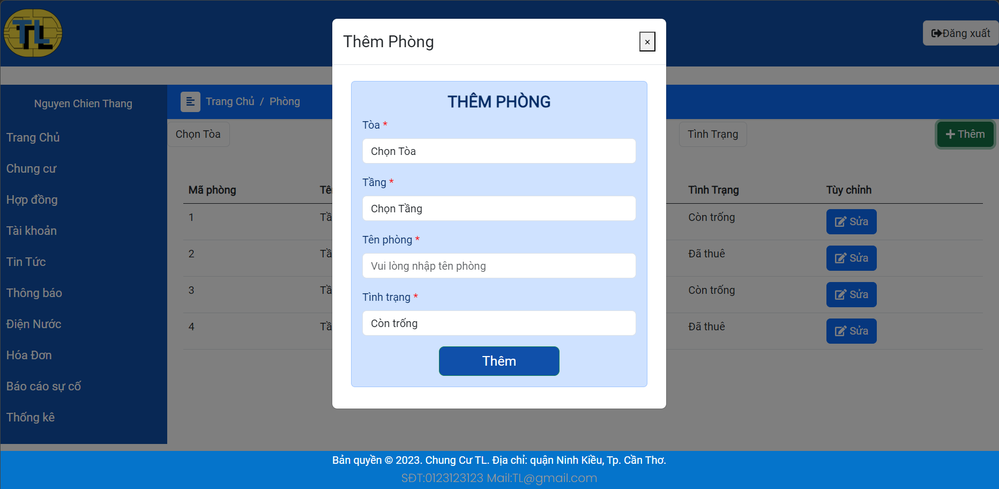 TL
Đăng xuất
Thêm Phòng
×
Nguyen Chien Thang
Trang Chủ / Phòng
Trang Chủ
Chung cư
Hợp đồng
Tài khoản
Tin Tức
Thông báo
Điện Nước
Hóa Đơn
Báo cáo sự cố
Thống kê
Chọn Tòa
Tình Trạng
Thêm
Mã phòng Tình Trạng Tùy chỉnh
1 Còn trống Sửa
2 Đã thuê Sửa
3 Còn trống Sửa
4 Đã thuê Sửa
THÊM PHÒNG
Tòa *
Chọn Tòa
Tầng *
Chọn Tầng
Tên phòng *
Vui lòng nhập tên phòng
Tình trạng *
Còn trống
Thêm
Bản quyền © 2023. Chung Cư TL. Địa chỉ: quận Ninh Kiều, Tp. Cần Thơ.
SĐT:0123123123 Mail:TL@gmail.com